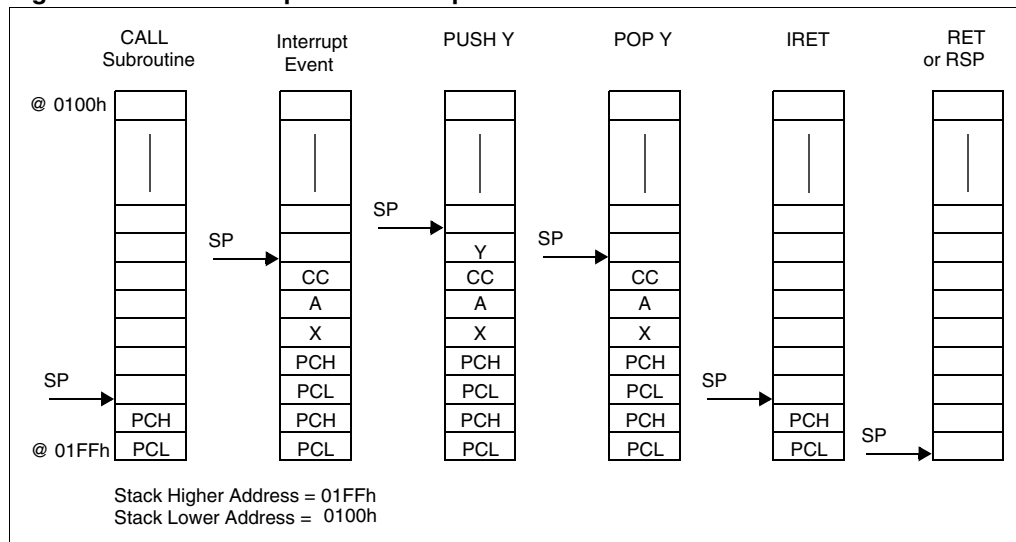 CALL
Subroutine
Interrupt
Event
PUSH Y
POP Y
IRET
RET
or RSP
@ 0100h
SP
SP
SP
Y
CC
CC
CC
A
A
A
X
X
X
PCH
PCH
PCH
SP
PCL
PCL
PCL
SP
PCH
PCH
PCH
PCH
PCH
@ 01FFh
PCL
PCL
PCL
PCL
PCL
SP
Stack Higher Address = 01FFh
Stack Lower Address = 0100h